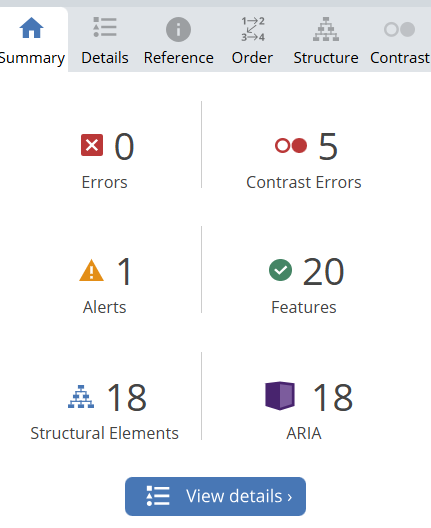 Summary Details Reference Order Structure Contrast
0 5
Errors Contrast Errors
1 20
Alerts Features
18 18
Structural Elements ARIA
View details ›